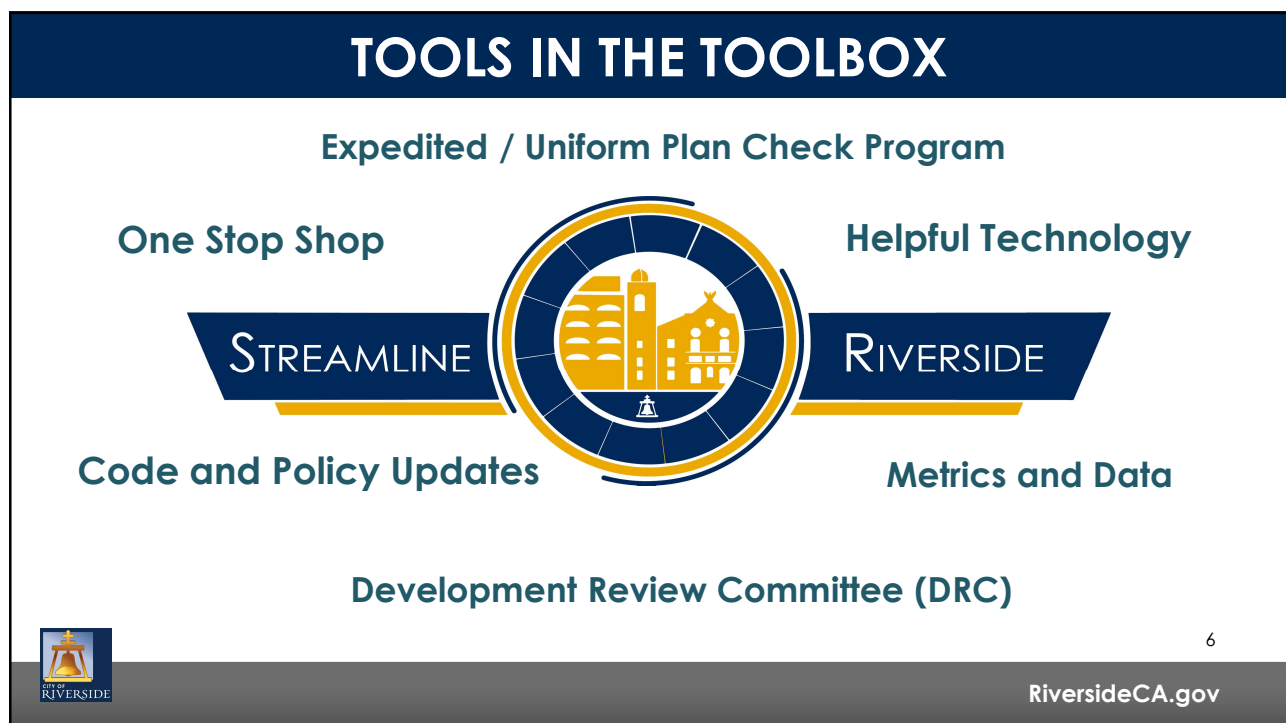 TOOLS IN THE TOOLBOX
Expedited / Uniform Plan Check Program
One Stop Shop
Helpful Technology
STREAMLINE
RIVERSIDE
Code and Policy Updates
Metrics and Data
Development Review Committee (DRC)
6
CITY OF
RIVERSIDE
RiversideCA.gov